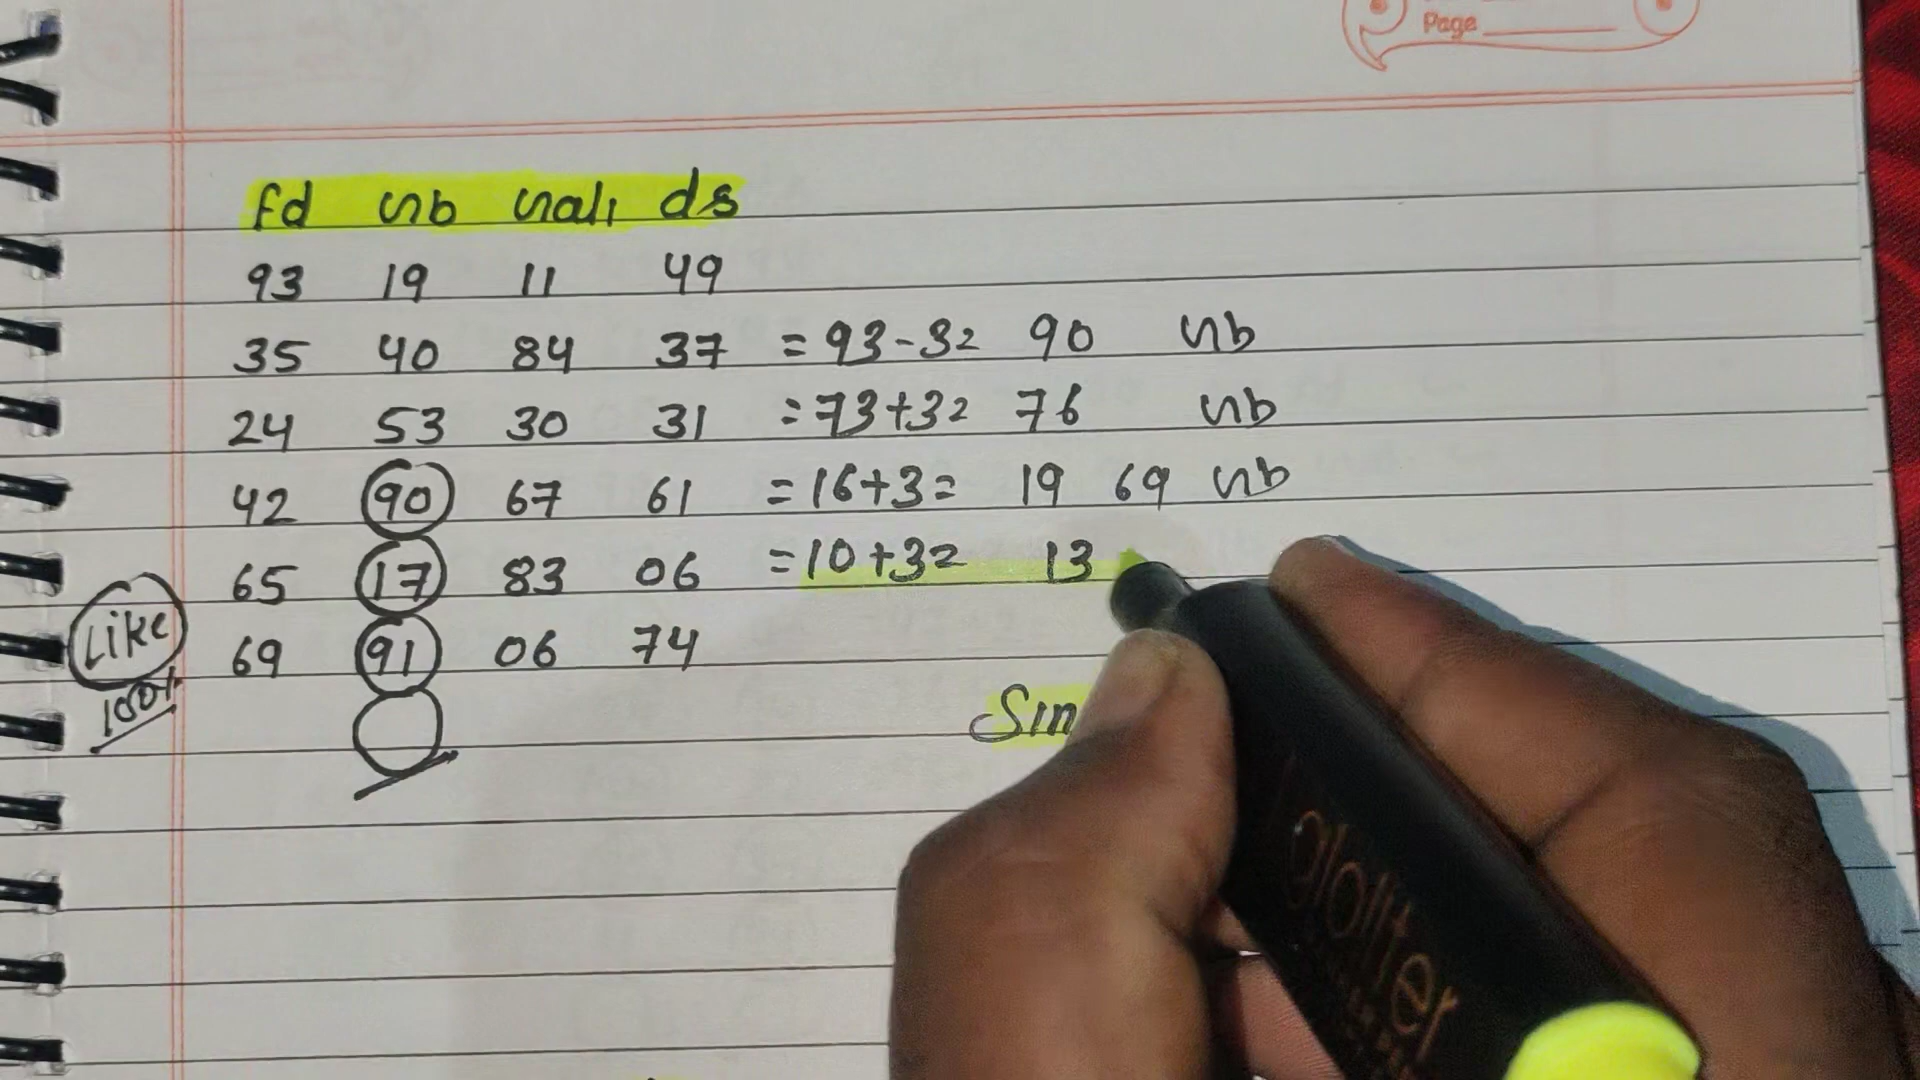 Page
fd ub uali ds
93 19 11 49
35 40 84 37 = 93-3= 90 ub
24 53 30 31 = 73+3= 76 ub
42 90 67 61 = 16+3= 19 69 ub
65 17 83 06 = 10+3= 13
Like 69 91 06 74
100%
Sin